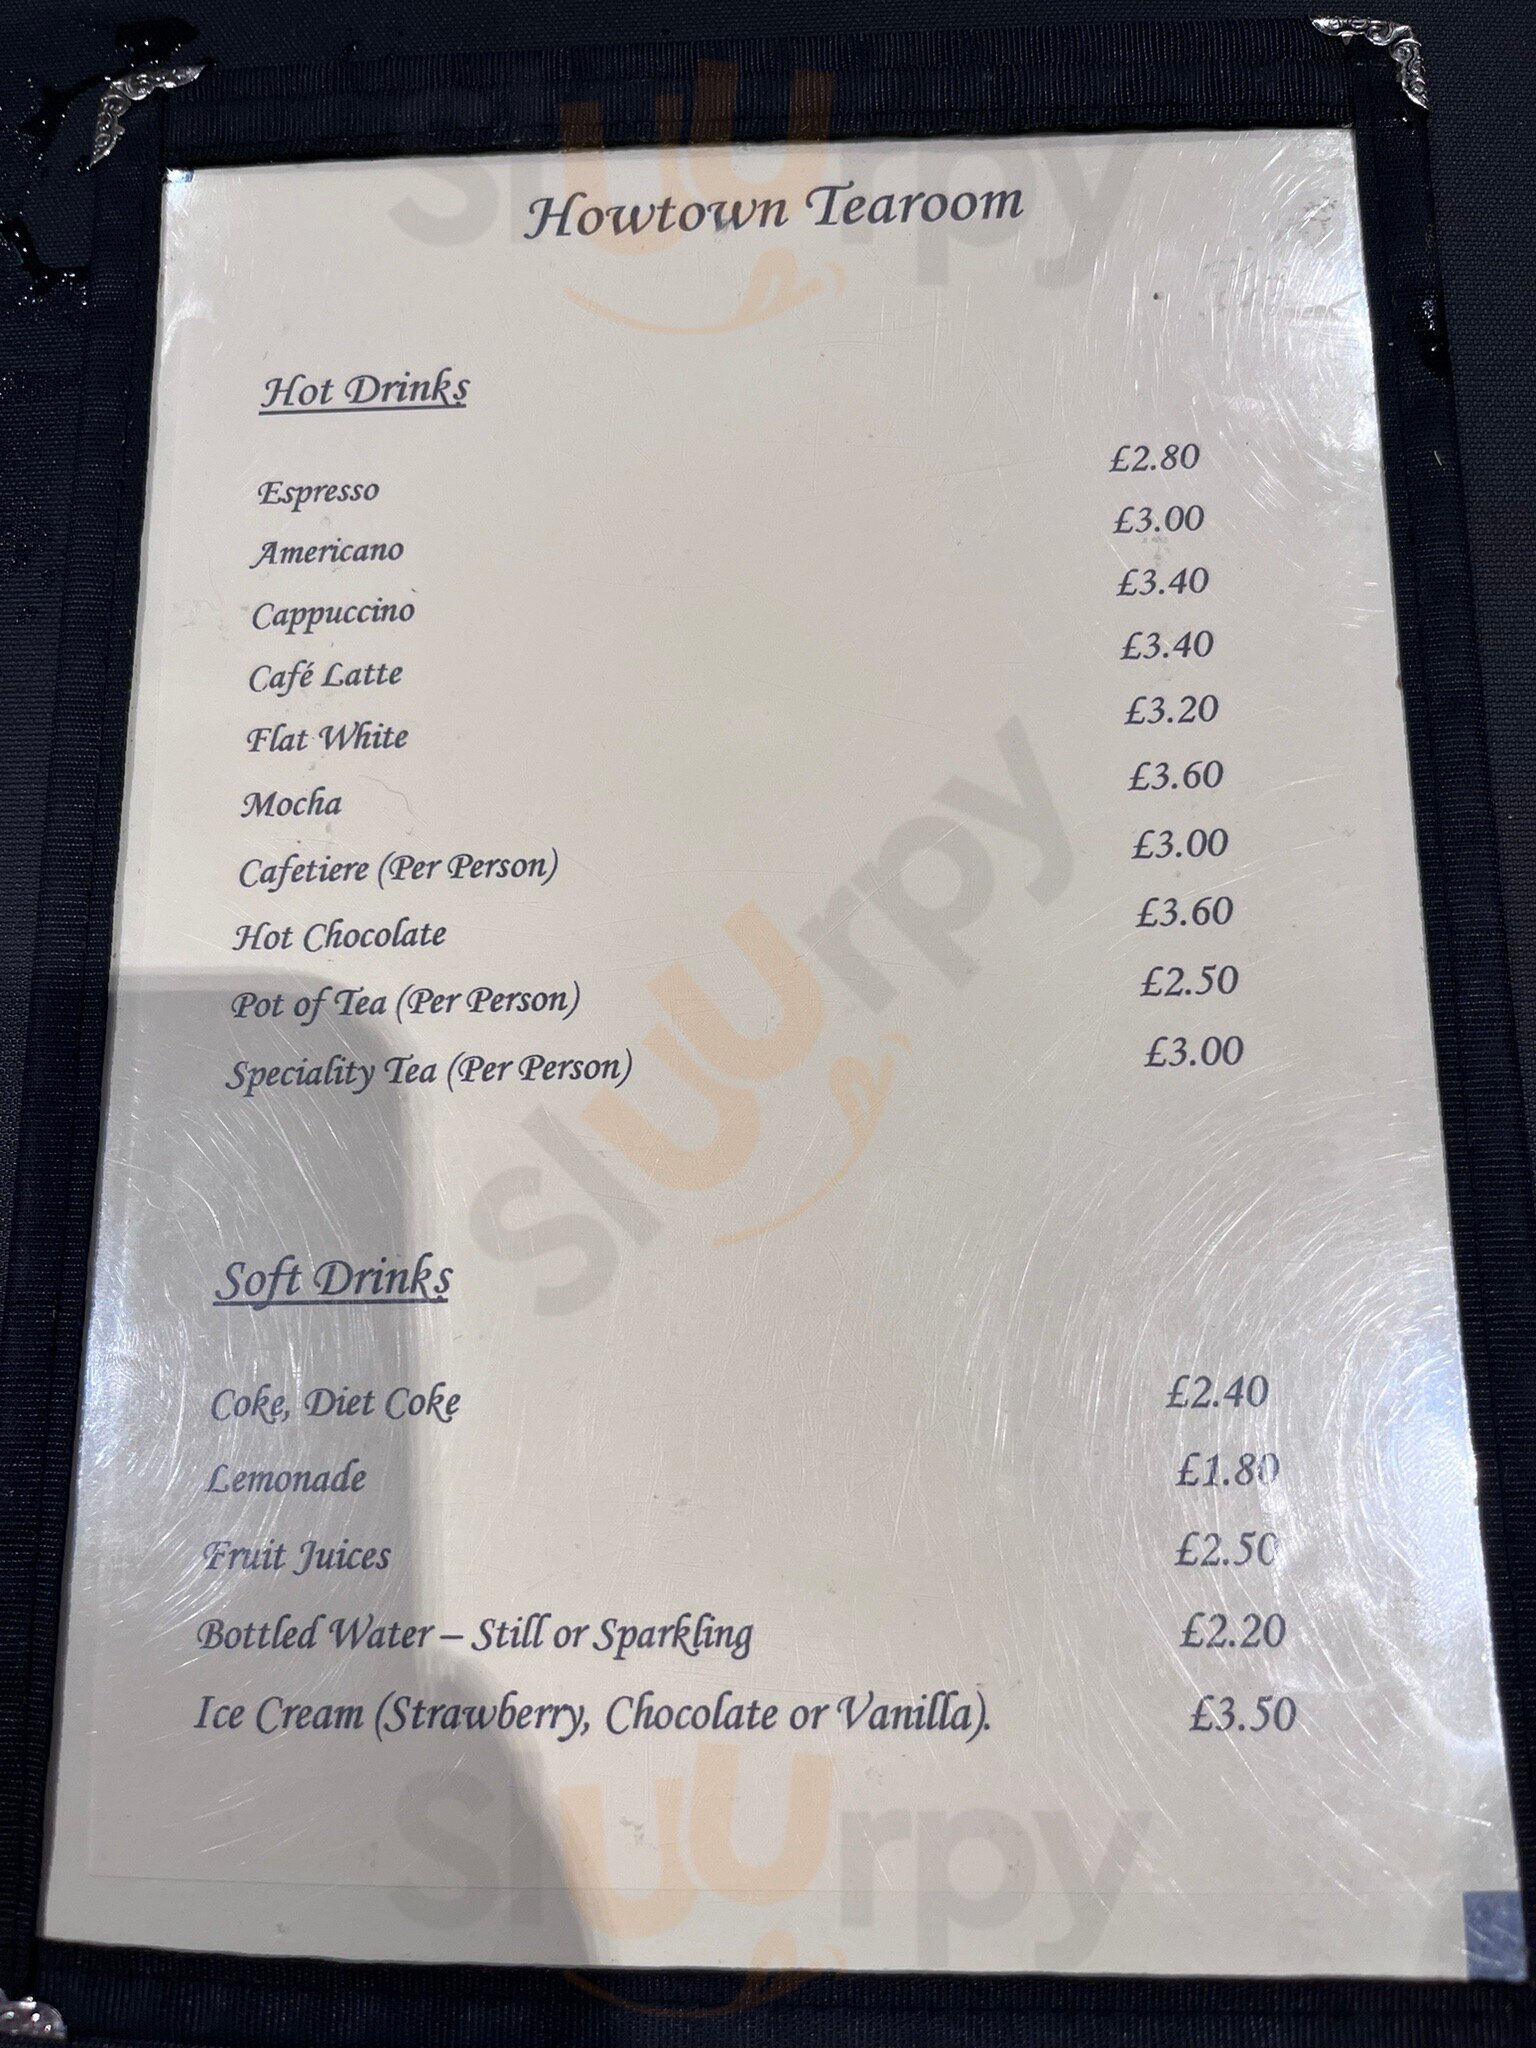 Howtown Tearoom
Hot Drinks
Espresso £2.80
Americano £3.00
Cappuccino £3.40
Café Latte £3.40
Flat White £3.20
Mocha £3.60
Cafetiere (Per Person) £3.00
Hot Chocolate £3.60
Pot of Tea (Per Person) £2.50
Speciality Tea (Per Person) £3.00
Soft Drinks
Coke, Diet Coke £2.40
Lemonade £1.80
Fruit Juices £2.50
Bottled Water – Still or Sparkling £2.20
Ice Cream (Strawberry, Chocolate or Vanilla). £3.50
sluurpy
sluurpy
sluurpy